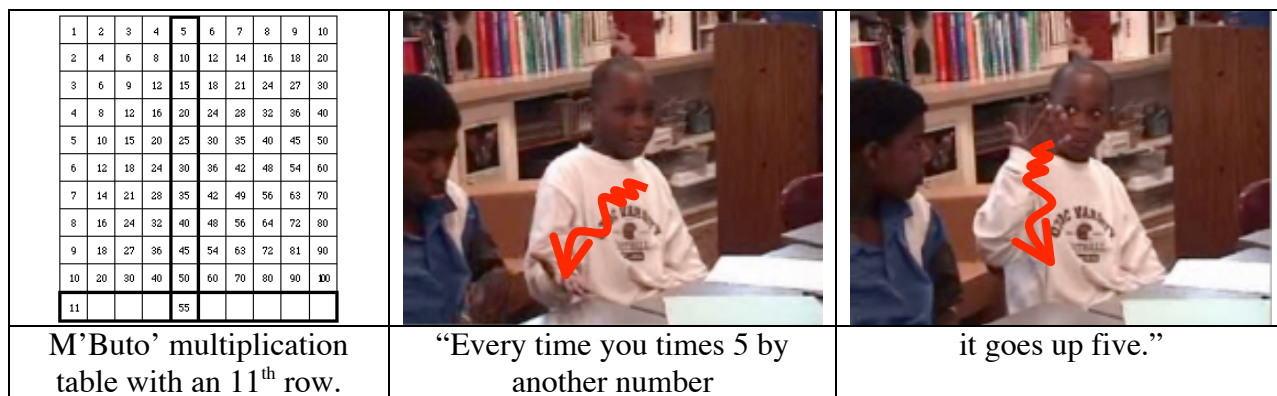 1 2 3 4 5 6 7 8 9 10
2 4 6 8 10 12 14 16 18 20
3 6 9 12 15 18 21 24 27 30
4 8 12 16 20 24 28 32 36 40
5 10 15 20 25 30 35 40 45 50
6 12 18 24 30 36 42 48 54 60
7 14 21 28 35 42 49 56 63 70
8 16 24 32 40 48 56 64 72 80
9 18 27 36 45 54 63 72 81 90
10 20 30 40 50 60 70 80 90 100
11 55
M’Buto’ multiplication
table with an 11th row.
“Every time you times 5 by
another number
it goes up five.”